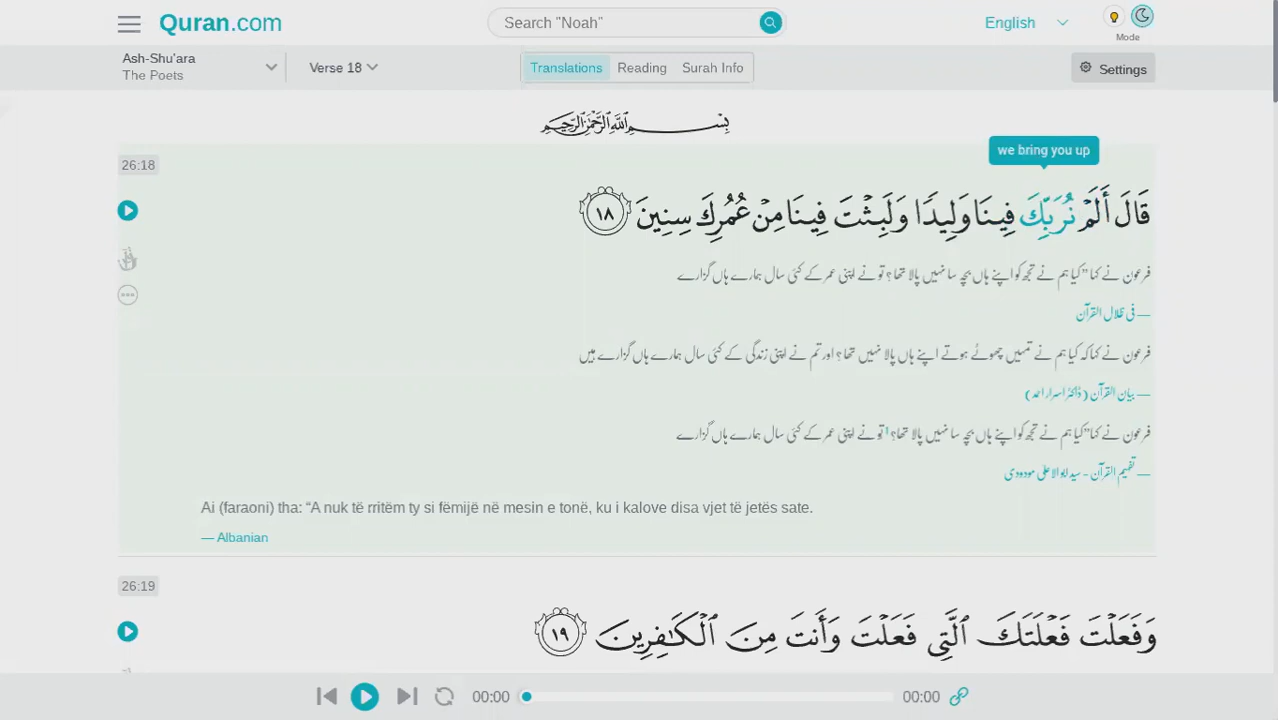 Quran.com
Search "Noah"
English
Mode
Ash-Shu'ara
The Poets
Verse 18
Translations
Reading
Surah Info
Settings
بِسْمِ ٱللَّهِ ٱلرَّحْمَٰنِ ٱلرَّحِيمِ
26:18
we bring you up
قَالَ أَلَمْ نُرَبِّكَ فِينَا وَلِيدًا وَلَبِثْتَ فِينَا مِنْ عُمُرِكَ سِنِينَ ١٨
فرعون نے کہا ” کیا ہم نے تجھ کو اپنے ہاں بچہ سا نہیں پالا تھا ؟ تو نے اپنی عمر کے کئی سال ہمارے ہاں گزارے
— فی ظلال القرآن
فرعون نے کہا کہ کیا ہم نے تمہیں چھوٹے ہوتے اپنے ہاں پالا نہیں تھا ؟ اور تم نے اپنی زندگی کے کئی سال ہمارے ہاں گزارے ہیں
— بیان القرآن (ڈاکٹر اسرار احمد)
فرعون نے کہا”کیا ہم نے تجھ کو اپنے ہاں بچہ سا نہیں پالا تھا؟1 تو نے اپنی عمر کے کئی سال ہمارے ہاں گزارے
— تفہیم القرآن - سید ابو الاعلیٰ مودودی
Ai (faraoni) tha: “A nuk të rritëm ty si fëmijë në mesin e tonë, ku i kalove disa vjet të jetës sate.
— Albanian
26:19
وَفَعَلْتَ فَعْلَتَكَ ٱلَّتِى فَعَلْتَ وَأَنتَ مِنَ ٱلْكَـٰفِرِينَ ١٩
00:00
00:00